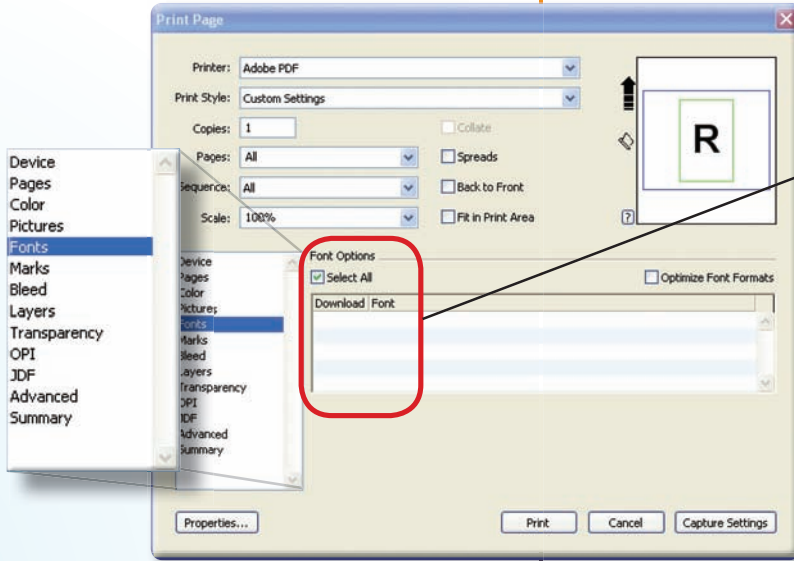 Print Page
Printer: Adobe PDF
Print Style: Custom Settings
Copies: 1
Collate
Pages: All
Spreads
Sequence: All
Back to Front
Scale: 100%
Fit in Print Area
R
?
Device
Pages
Color
Pictures
Fonts
Marks
Bleed
Layers
Transparency
OPI
JDF
Advanced
Summary
Device
Pages
Color
Pictures
Fonts
Marks
Bleed
Layers
Transparency
OPI
JDF
Advanced
Summary
Font Options
Select All
Optimize Font Formats
Download Font
Properties...
Print
Cancel
Capture Settings